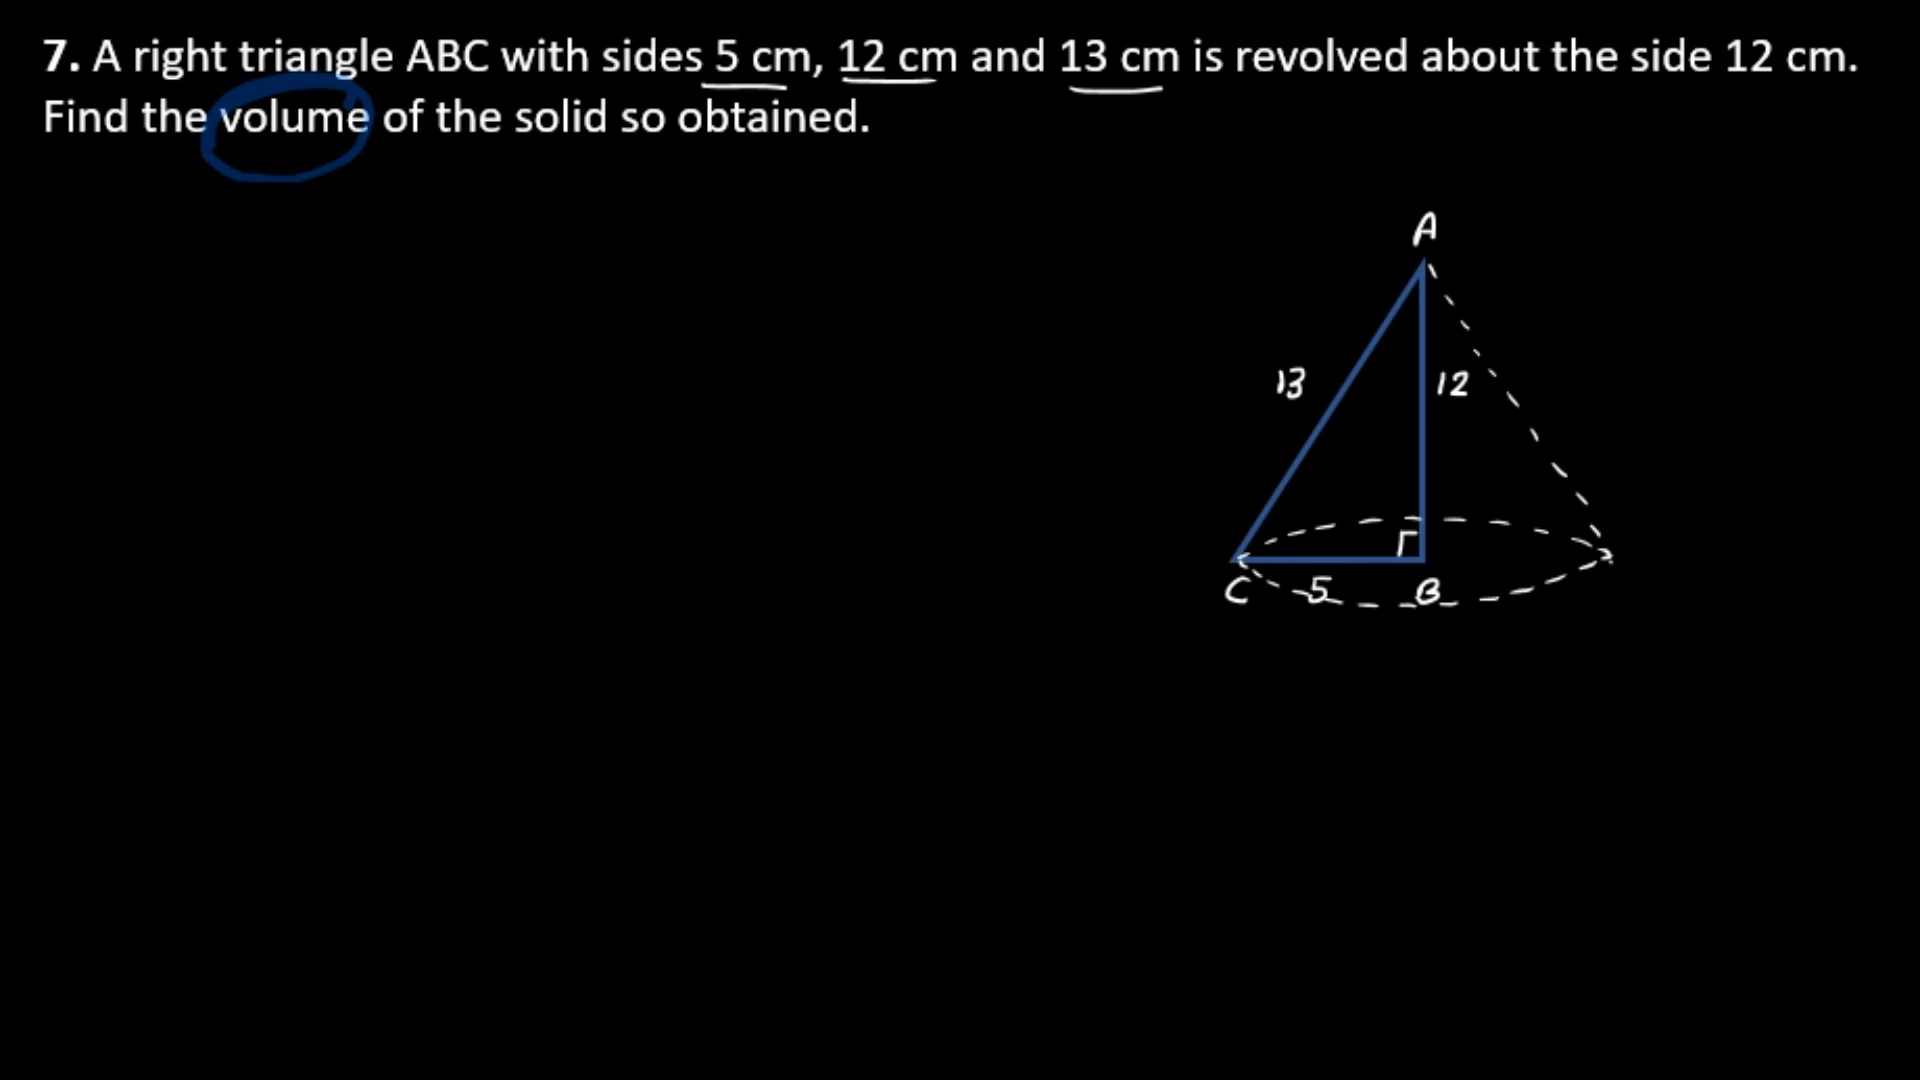 7. A right triangle ABC with sides 5 cm, 12 cm and 13 cm is revolved about the side 12 cm.
Find the volume of the solid so obtained.
A
13
12
C
5
B